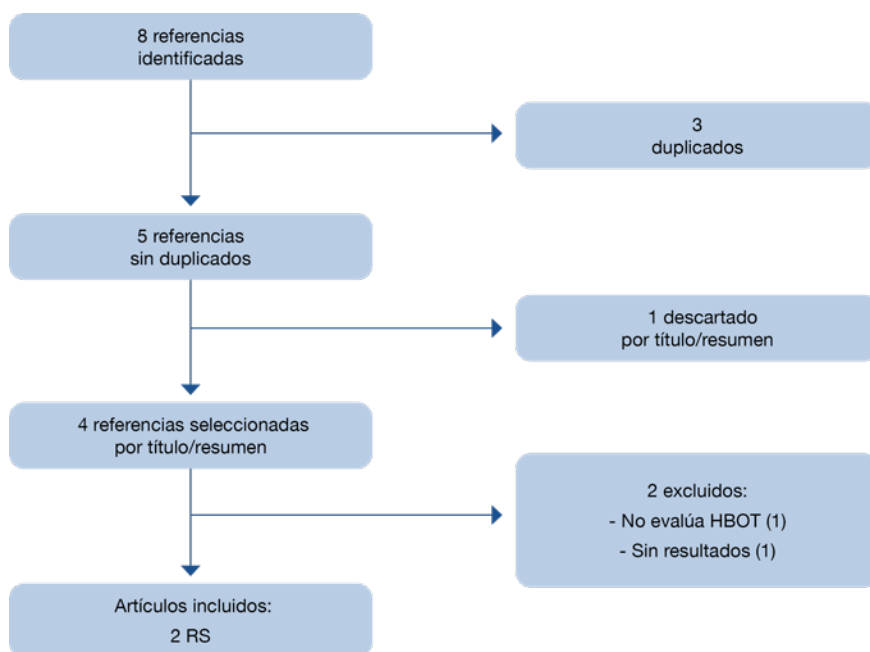 8 referencias
identificadas
3
duplicados
5 referencias
sin duplicados
1 descartado
por título/resumen
4 referencias seleccionadas
por título/resumen
2 excluidos:
- No evalúa HBOT (1)
- Sin resultados (1)
Artículos incluidos:
2 RS